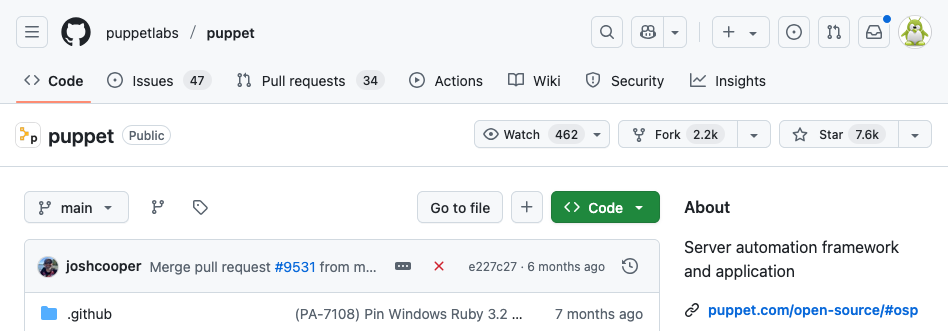 puppetlabs / puppet
Code Issues 47 Pull requests 34 Actions Wiki Security Insights
p puppet Public Watch 462 Fork 2.2k Star 7.6k
main Go to file Code
joshcooper Merge pull request #9531 from m... e227c27 · 6 months ago
.github (PA-7108) Pin Windows Ruby 3.2 ... 7 months ago
About
Server automation framework
and application
puppet.com/open-source/#osp